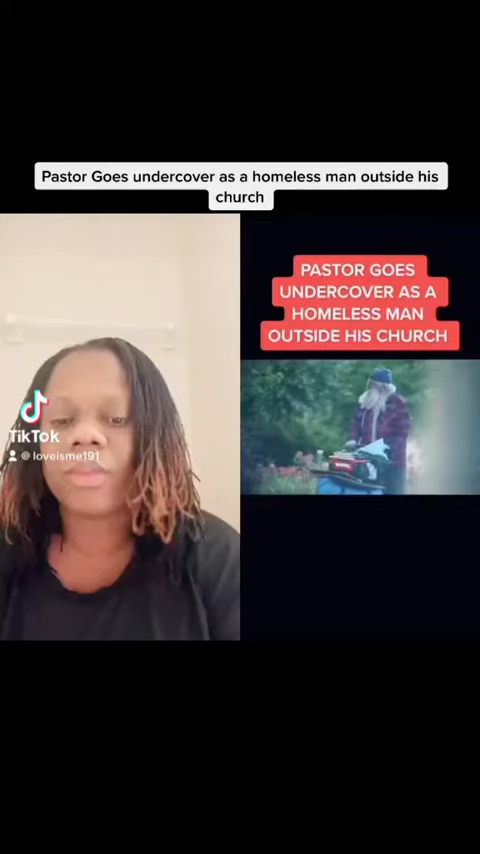 Pastor Goes undercover as a homeless man outside his
church
PASTOR GOES
UNDERCOVER AS A
HOMELESS MAN
OUTSIDE HIS CHURCH
TikTok
@ loveisme191